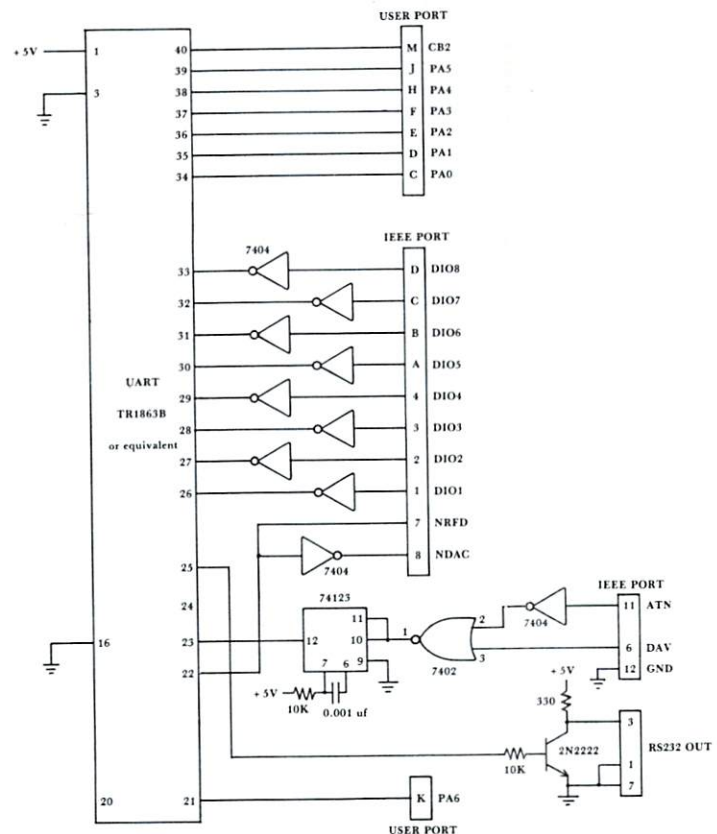 USER PORT
+ 5V
1
40
M CB2
39
J PA5
3
38
H PA4
37
F PA3
36
E PA2
35
D PA1
34
C PA0
IEEE PORT
7404
33
D DIO8
32
C DIO7
31
B DIO6
30
A DIO5
UART
TR1863B
or equivalent
29
4 DIO4
28
3 DIO3
27
2 DIO2
26
1 DIO1
7 NRFD
8 NDAC
7404
25
IEEE PORT
24
74123
11
2
7404
11 ATN
16
23
12
10
1
7402
3
6 DAV
12 GND
22
7 6 9
+ 5V
10K
0.001 uf
+ 5V
330
3
2N2222
RS232 OUT
10K
1
7
20
21
K PA6
USER PORT